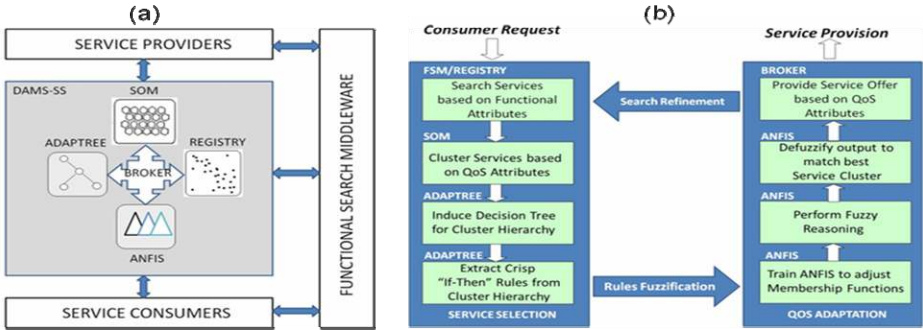 (a)
SERVICE PROVIDERS
DAMS-SS
SOM
ADAPTREE
REGISTRY
BROKER
ANFIS
SERVICE CONSUMERS
FUNCTIONAL SEARCH MIDDLEWARE
(b)
Consumer Request
FSM/REGISTRY
Search Services
based on Functional
Attributes
SOM
Cluster Services based
on QoS Attributes
ADAPTREE
Induce Decision Tree
for Cluster Hierarchy
ADAPTREE
Extract Crisp
"If-Then" Rules from
Cluster Hierarchy
SERVICE SELECTION
Search Refinement
Rules Fuzzification
Service Provision
BROKER
Provide Service Offer
based on QoS
Attributes
ANFIS
Defuzzify output to
match best
Service Cluster
ANFIS
Perform Fuzzy
Reasoning
ANFIS
Train ANFIS to adjust
Membership Functions
QOS ADAPTATION